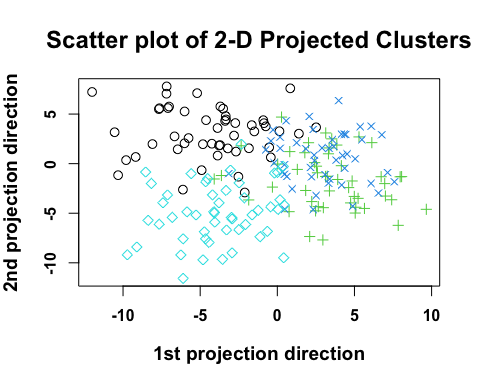 Scatter plot of 2-D Projected Clusters
2nd projection direction
5
0
-5
-10
-10 -5 0 5 10
1st projection direction